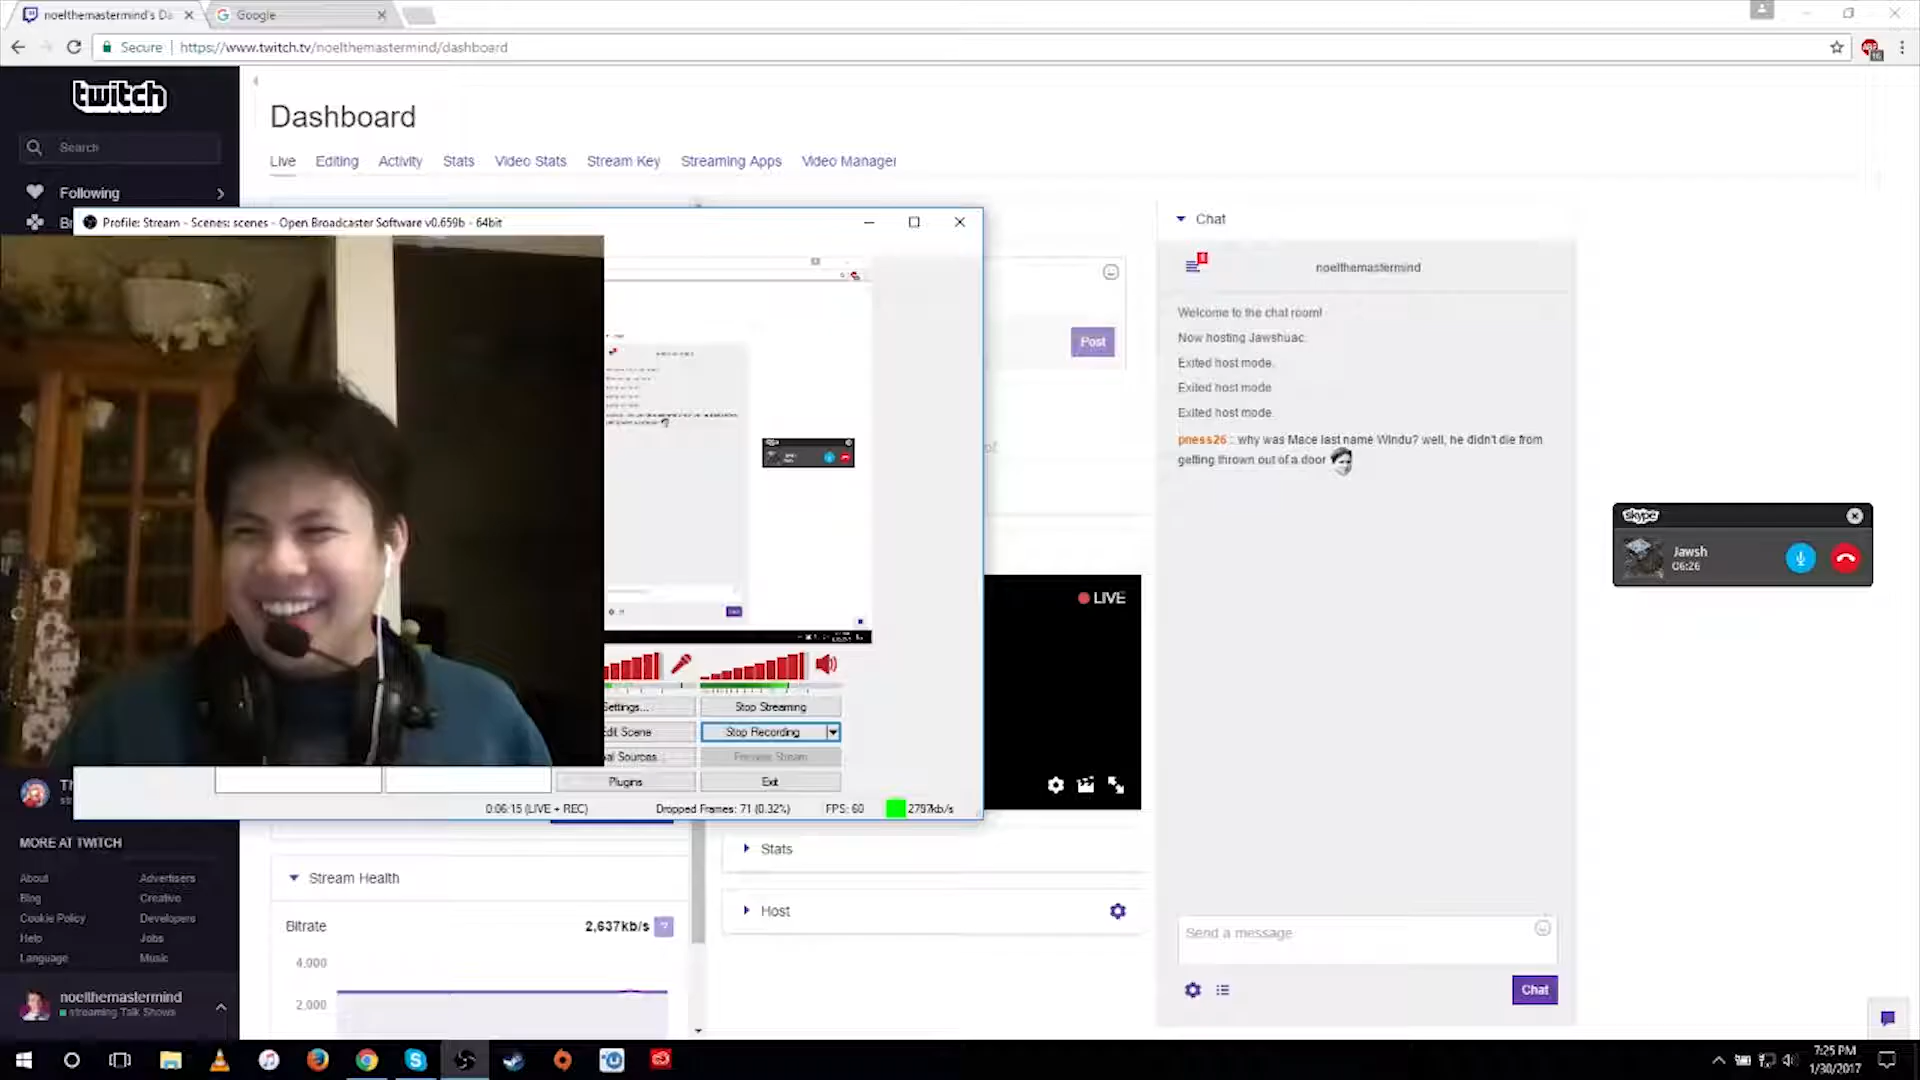 noelthemastermind's Da
Google
Secure
https://www.twitch.tv/noelthemastermind/dashboard
twitch
Search
Following
Dashboard
Live Editing Activity Stats Video Stats Stream Key Streaming Apps Video Manager
Profile: Stream - Scenes: scenes - Open Broadcaster Software v0.659b - 64bit
Post
Settings...
Stop Streaming
Edit Scene
Stop Recording
Sources
Preview Stream
Plugins
Exit
0:06:15 (LIVE + REC)
Dropped Frames: 71 (0.32%)
FPS: 60
2797kb/s
LIVE
Stats
Host
Stream Health
Bitrate
2,637kb/s
?
4,000
2,000
MORE AT TWITCH
About
Advertisers
Blog
Creative
Cookie Policy
Developers
Help
Jobs
Language
Music
noelthemastermind
streaming Talk Shows
Chat
noelthemastermind
Welcome to the chat room!
Now hosting Jawshuac.
Exited host mode.
Exited host mode.
Exited host mode.
pness26 : why was Mace last name Windu? well, he didn't die from
getting thrown out of a door
Send a message
Chat
skype
Jawsh
06:26
7:25 PM
1/30/2017